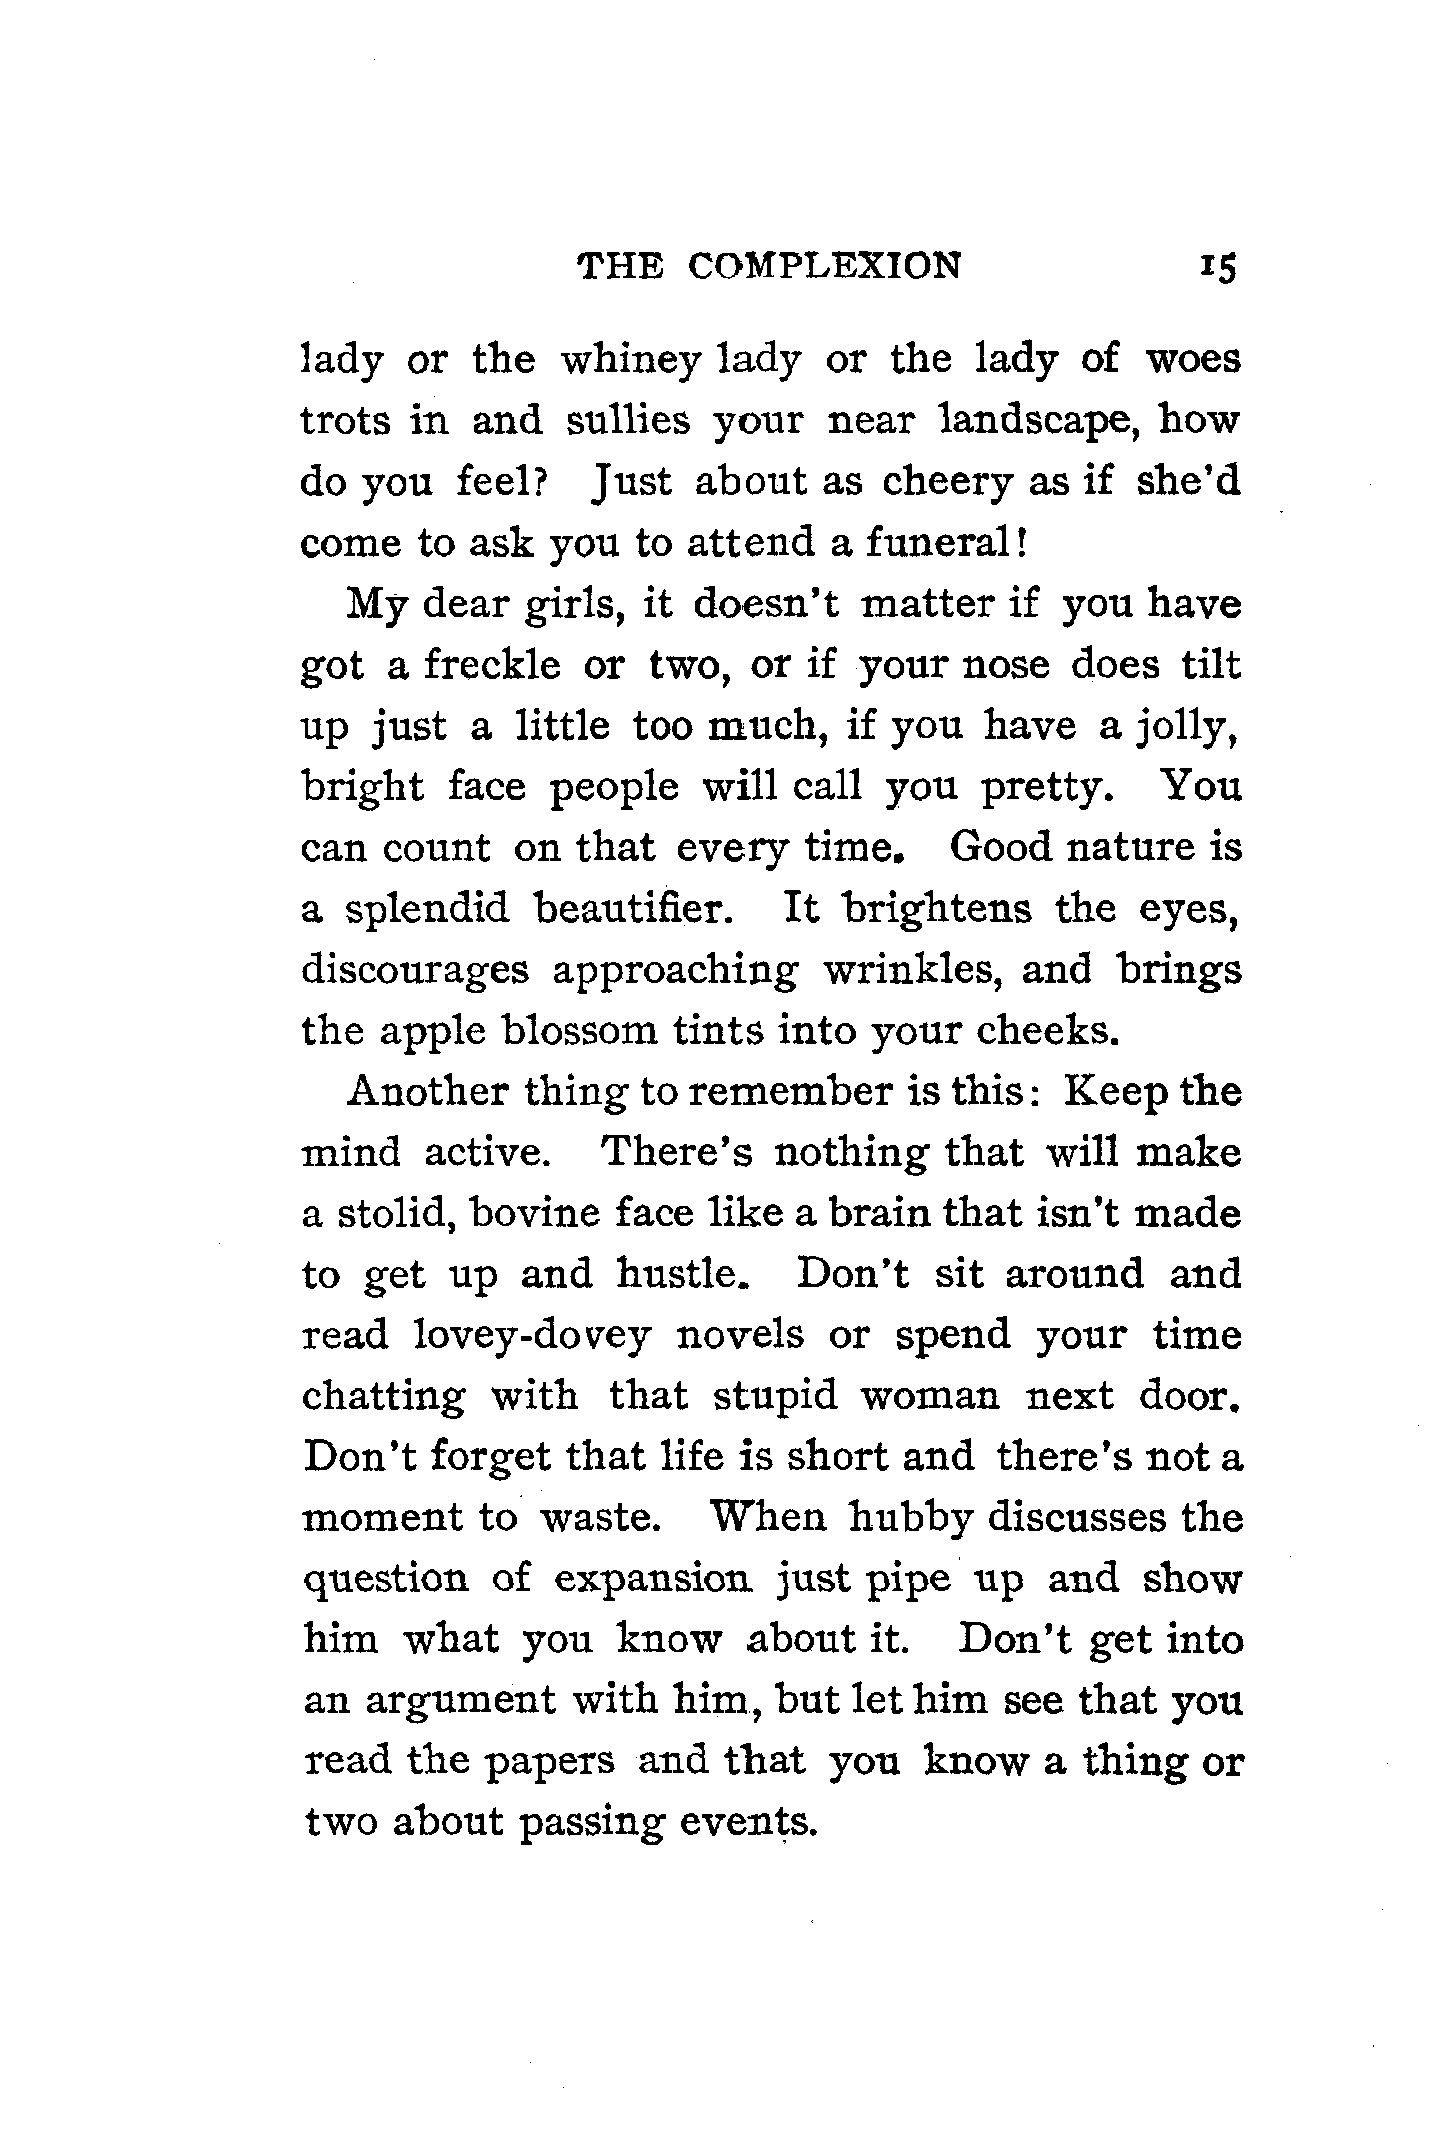 THE COMPLEXION 15
lady or the whiney lady or the lady of woes
trots in and sullies your near landscape, how
do you feel? Just about as cheery as if she'd
come to ask you to attend a funeral!
My dear girls, it doesn't matter if you have
got a freckle or two, or if your nose does tilt
up just a little too much, if you have a jolly,
bright face people will call you pretty. You
can count on that every time. Good nature is
a splendid beautifier. It brightens the eyes,
discourages approaching wrinkles, and brings
the apple blossom tints into your cheeks.
Another thing to remember is this: Keep the
mind active. There's nothing that will make
a stolid, bovine face like a brain that isn't made
to get up and hustle. Don't sit around and
read lovey-dovey novels or spend your time
chatting with that stupid woman next door.
Don't forget that life is short and there's not a
moment to waste. When hubby discusses the
question of expansion just pipe up and show
him what you know about it. Don't get into
an argument with him, but let him see that you
read the papers and that you know a thing or
two about passing events.